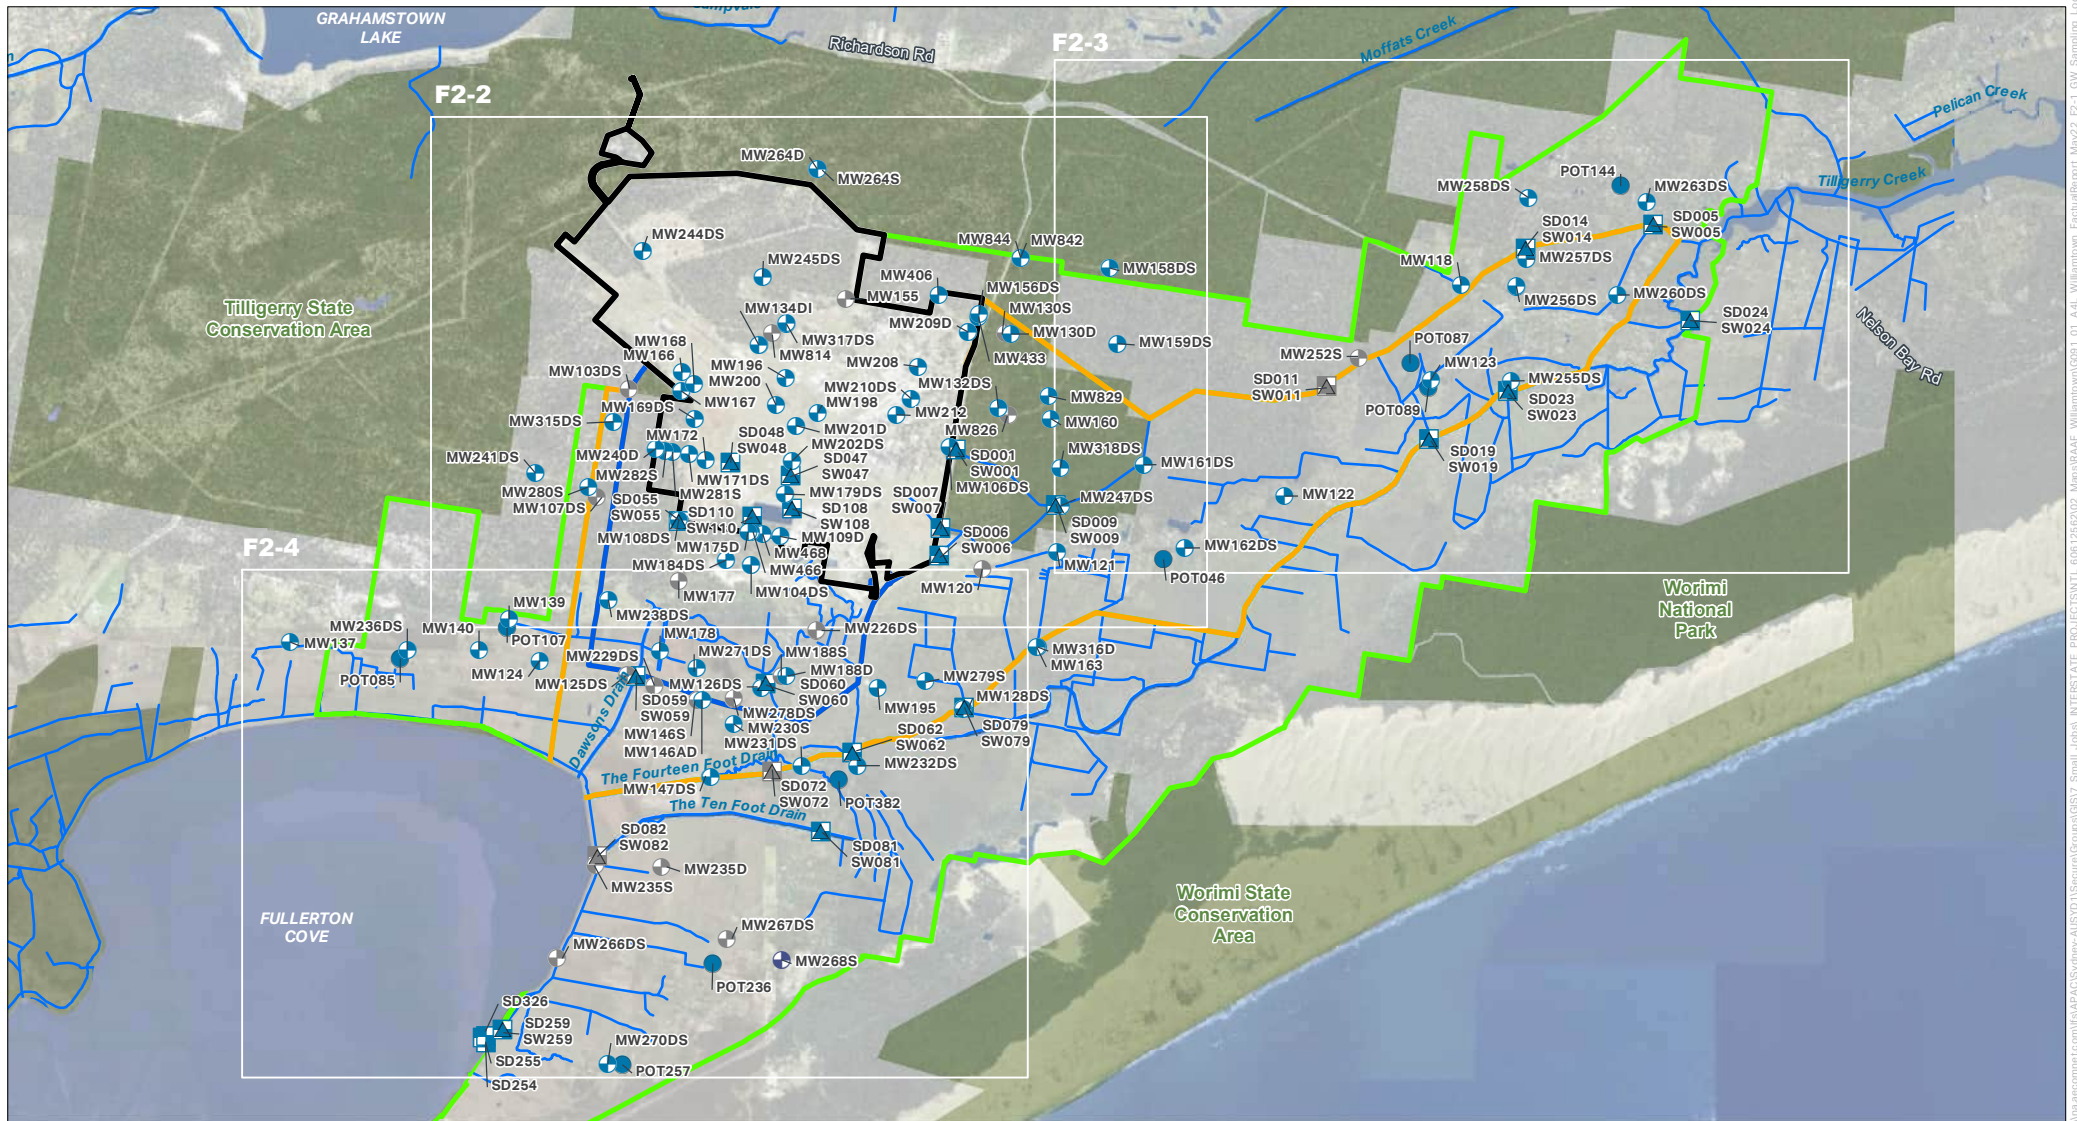 GRAHAMSTOWN
LAKE
Richardson Rd
Moffats Creek
Pelican Creek
Tilligerry Creek
Nelson Bay Rd
F2-2
F2-3
F2-4
Tilligerry State
Conservation Area
Worimi
National
Park
Worimi State
Conservation
Area
FULLERTON
COVE
Dawsons Drain
The Fourteen Foot Drain
The Ten Foot Drain
MW264D
MW264S
MW244DS
MW245DS
MW155
MW406
MW844
MW842
MW158DS
MW156DS
MW130S
MW130D
MW209D
MW433
MW159DS
MW134DI
MW317DS
MW814
MW168
MW166
MW196
MW200
MW208
MW210DS
MW132DS
MW198
MW212
MW826
MW829
MW160
MW103DS
MW167
MW169DS
MW315DS
MW201D
MW202DS
MW172
SD048
SW048
SD047
SW047
MW240D
MW241DS
MW282S
MW171DS
MW281S
MW179DS
MW280S
MW107DS
SD055
SW055
SD110
SW110
SD108
SW108
MW108DS
MW109D
MW175D
MW468
MW466
MW184DS
MW104DS
MW177
SD001
SW001
MW106DS
SD007
SW007
SD006
SW006
MW318DS
MW161DS
MW247DS
SD009
SW009
MW121
MW120
MW122
MW162DS
POT046
MW258DS
POT144
MW263DS
SD005
SW005
SD014
SW014
MW257DS
MW118
MW256DS
MW260DS
SD024
SW024
MW252S
SD011
SW011
POT087
MW123
POT089
MW255DS
SD023
SW023
SD019
SW019
MW139
MW236DS
MW140
MW137
POT107
POT085
MW124
MW238DS
MW178
MW229DS
MW125DS
MW271DS
MW226DS
MW188S
MW188D
MW126DS
SD060
SW060
SD059
SW059
MW278DS
MW146S
MW230S
MW146AD
MW231DS
MW195
MW279S
MW316D
MW163
MW128DS
SD079
SW079
SD062
SW062
MW232DS
MW147DS
SD072
SW072
POT382
SD082
SW082
SD081
SW081
MW235D
MW235S
MW267DS
MW266DS
MW268S
POT236
SD326
SD259
SW259
SD255
SD254
MW270DS
POT257